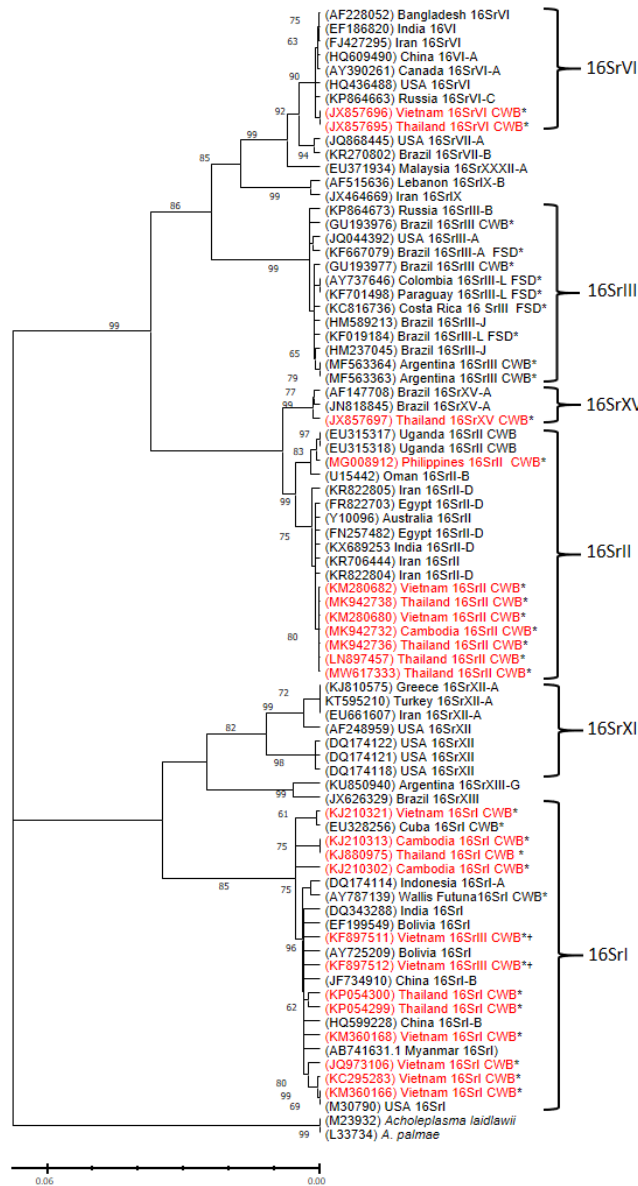 75
(AF228052) Bangladesh 16SrVI
(EF186820) India 16VI
63
(FJ427295) Iran 16SrVI
(HQ609490) China 16VI-A
16SrVI
90
(AY390261) Canada 16SrVI-A
(HQ436488) USA 16SrVI
(KP864663) Russia 16SrVI-C
92
(JX857696) Vietnam 16SrVI CWB*
(JX857695) Thailand 16SrVI CWB*
99
(JQ868445) USA 16SrVII-A
94
(KR270802) Brazil 16SrVII-B
85
(EU371934) Malaysia 16SrXXXII-A
(AF515636) Lebanon 16SrIX-B
99
(JX464669) Iran 16SrIX
86
(KP864673) Russia 16SrIII-B
(GU193976) Brazil 16SrIII CWB*
(JQ044392) USA 16SrIII-A
(KF667079) Brazil 16SrIII-A FSD*
99
(GU193977) Brazil 16SrIII CWB*
(AY737646) Colombia 16SrIII-L FSD*
16SrIII
(KF701498) Paraguay 16SrIII-L FSD*
(KC816736) Costa Rica 16 SrIII FSD*
(HM589213) Brazil 16SrIII-J
99
(KF019184) Brazil 16SrIII-L FSD*
(HM237045) Brazil 16SrIII-J
65
(MF563364) Argentina 16SrIII CWB*
79
(MF563363) Argentina 16SrIII CWB*
77
(AF147708) Brazil 16SrXV-A
99
(JN818845) Brazil 16SrXV-A
16SrXV
(JX857697) Thailand 16SrXV CWB*
97
(EU315317) Uganda 16SrII CWB
(EU315318) Uganda 16SrII CWB
83
(MG008912) Philippines 16SrII CWB*
(U15442) Oman 16SrII-B
99
(KR822805) Iran 16SrII-D
(FR822703) Egypt 16SrII-D
(Y10096) Australia 16SrII
75
(FN257482) Egypt 16SrII-D
(KX689253 India 16SrII-D
16SrII
(KR706444) Iran 16SrII
(KR822804) Iran 16SrII-D
(KM280682) Vietnam 16SrII CWB*
(MK942738) Thailand 16SrII CWB*
(KM280680) Vietnam 16SrII CWB*
(MK942732) Cambodia 16SrII CWB*
80
(MK942736) Thailand 16SrII CWB*
(LN897457) Thailand 16SrII CWB*
(MW617333) Thailand 16SrII CWB*
72
(KJ810575) Greece 16SrXII-A
KT595210) Turkey 16SrXII-A
99
(EU661607) Iran 16SrXII-A
82
(AF248959) USA 16SrXII
16SrXI
(DQ174122) USA 16SrXII
98
(DQ174121) USA 16SrXII
(DQ174118) USA 16SrXII
(KU850940) Argentina 16SrXIII-G
99
(JX626329) Brazil 16SrXIII
61
(KJ210321) Vietnam 16SrI CWB*
(EU328256) Cuba 16SrI CWB*
75
(KJ210313) Cambodia 16SrI CWB*
(KJ880975) Thailand 16SrI CWB *
(KJ210302) Cambodia 16SrI CWB*
85
75
(DQ174114) Indonesia 16SrI-A
(AY787139) Wallis Futuna16SrI CWB*
(DQ343288) India 16SrI
(EF199549) Bolivia 16SrI
(KF897511) Vietnam 16SrIII CWB*+
96
(AY725209) Bolivia 16SrI
16SrI
(KF897512) Vietnam 16SrIII CWB*+
(JF734910) China 16SrI-B
(KP054300) Thailand 16SrI CWB*
62
(KP054299) Thailand 16SrI CWB*
(HQ599228) China 16SrI-B
(KM360168) Vietnam 16SrI CWB*
(AB741631.1 Myanmar 16SrI)
(JQ973106) Vietnam 16SrI CWB*
80
(KC295283) Vietnam 16SrI CWB*
99
(KM360166) Vietnam 16SrI CWB*
69
(M30790) USA 16SrI
(M23932) Acholeplasma laidlawii
99
(L33734) A. palmae
0.06
0.00